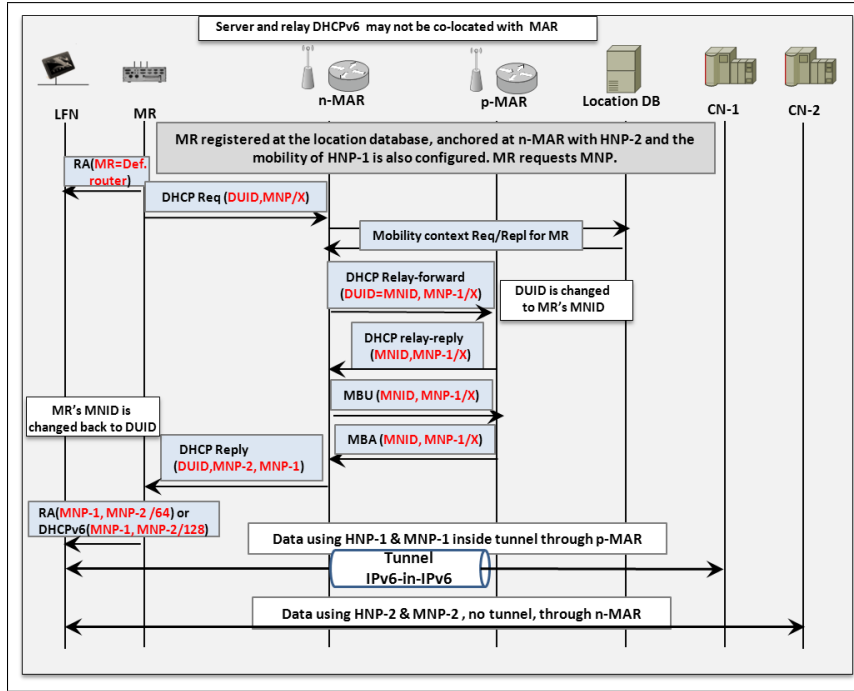 Server and relay DHCPv6 may not be co-located with MAR
LFN
MR
n-MAR
p-MAR
Location DB
CN-1
CN-2
MR registered at the location database, anchored at n-MAR with HNP-2 and the
mobility of HNP-1 is also configured. MR requests MNP.
RA(MR=Def.
router)
DHCP Req (DUID,MNP/X)
Mobility context Req/Repl for MR
DHCP Relay-forward
(DUID=MNID, MNP-1/X)
DUID is changed
to MR's MNID
DHCP relay-reply
(MNID,MNP-1/X)
MBU (MNID, MNP-1/X)
MR's MNID is
changed back to DUID
MBA (MNID, MNP-1/X)
DHCP Reply
(DUID,MNP-2, MNP-1)
RA(MNP-1, MNP-2 /64) or
DHCPv6(MNP-1, MNP-2/128)
Data using HNP-1 & MNP-1 inside tunnel through p-MAR
Tunnel
IPv6-in-IPv6
Data using HNP-2 & MNP-2 , no tunnel, through n-MAR